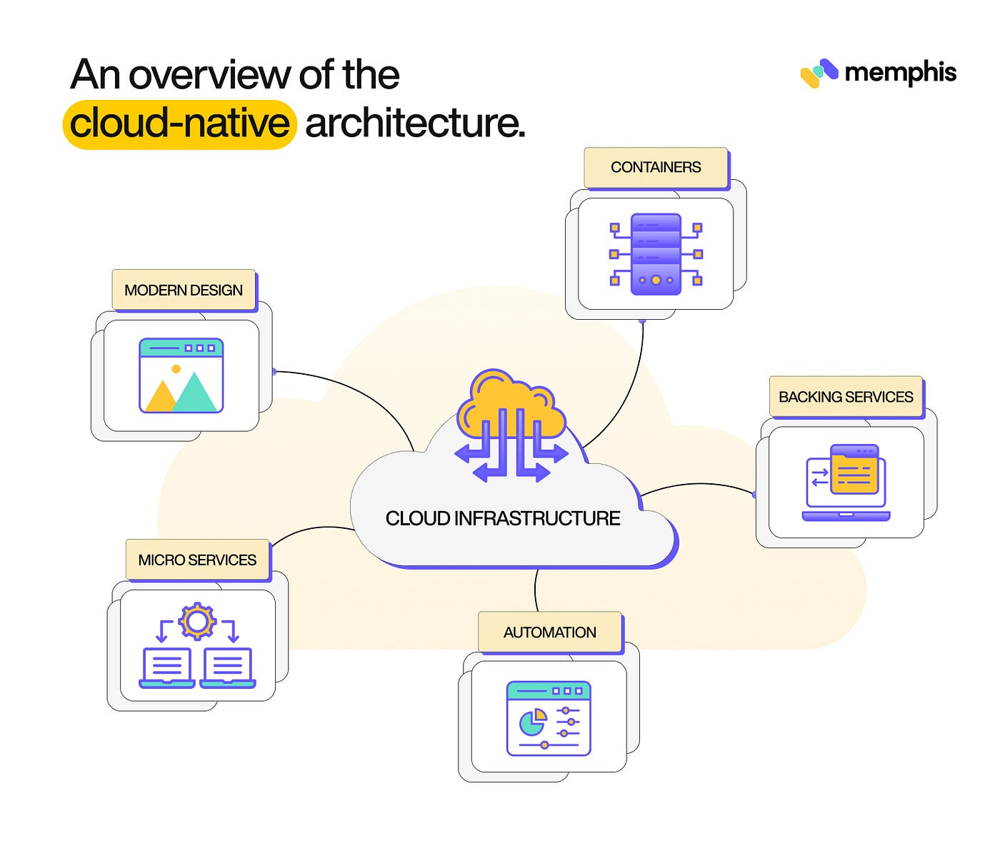 An overview of the
cloud-native architecture.
memphis
CONTAINERS
MODERN DESIGN
BACKING SERVICES
CLOUD INFRASTRUCTURE
MICRO SERVICES
AUTOMATION